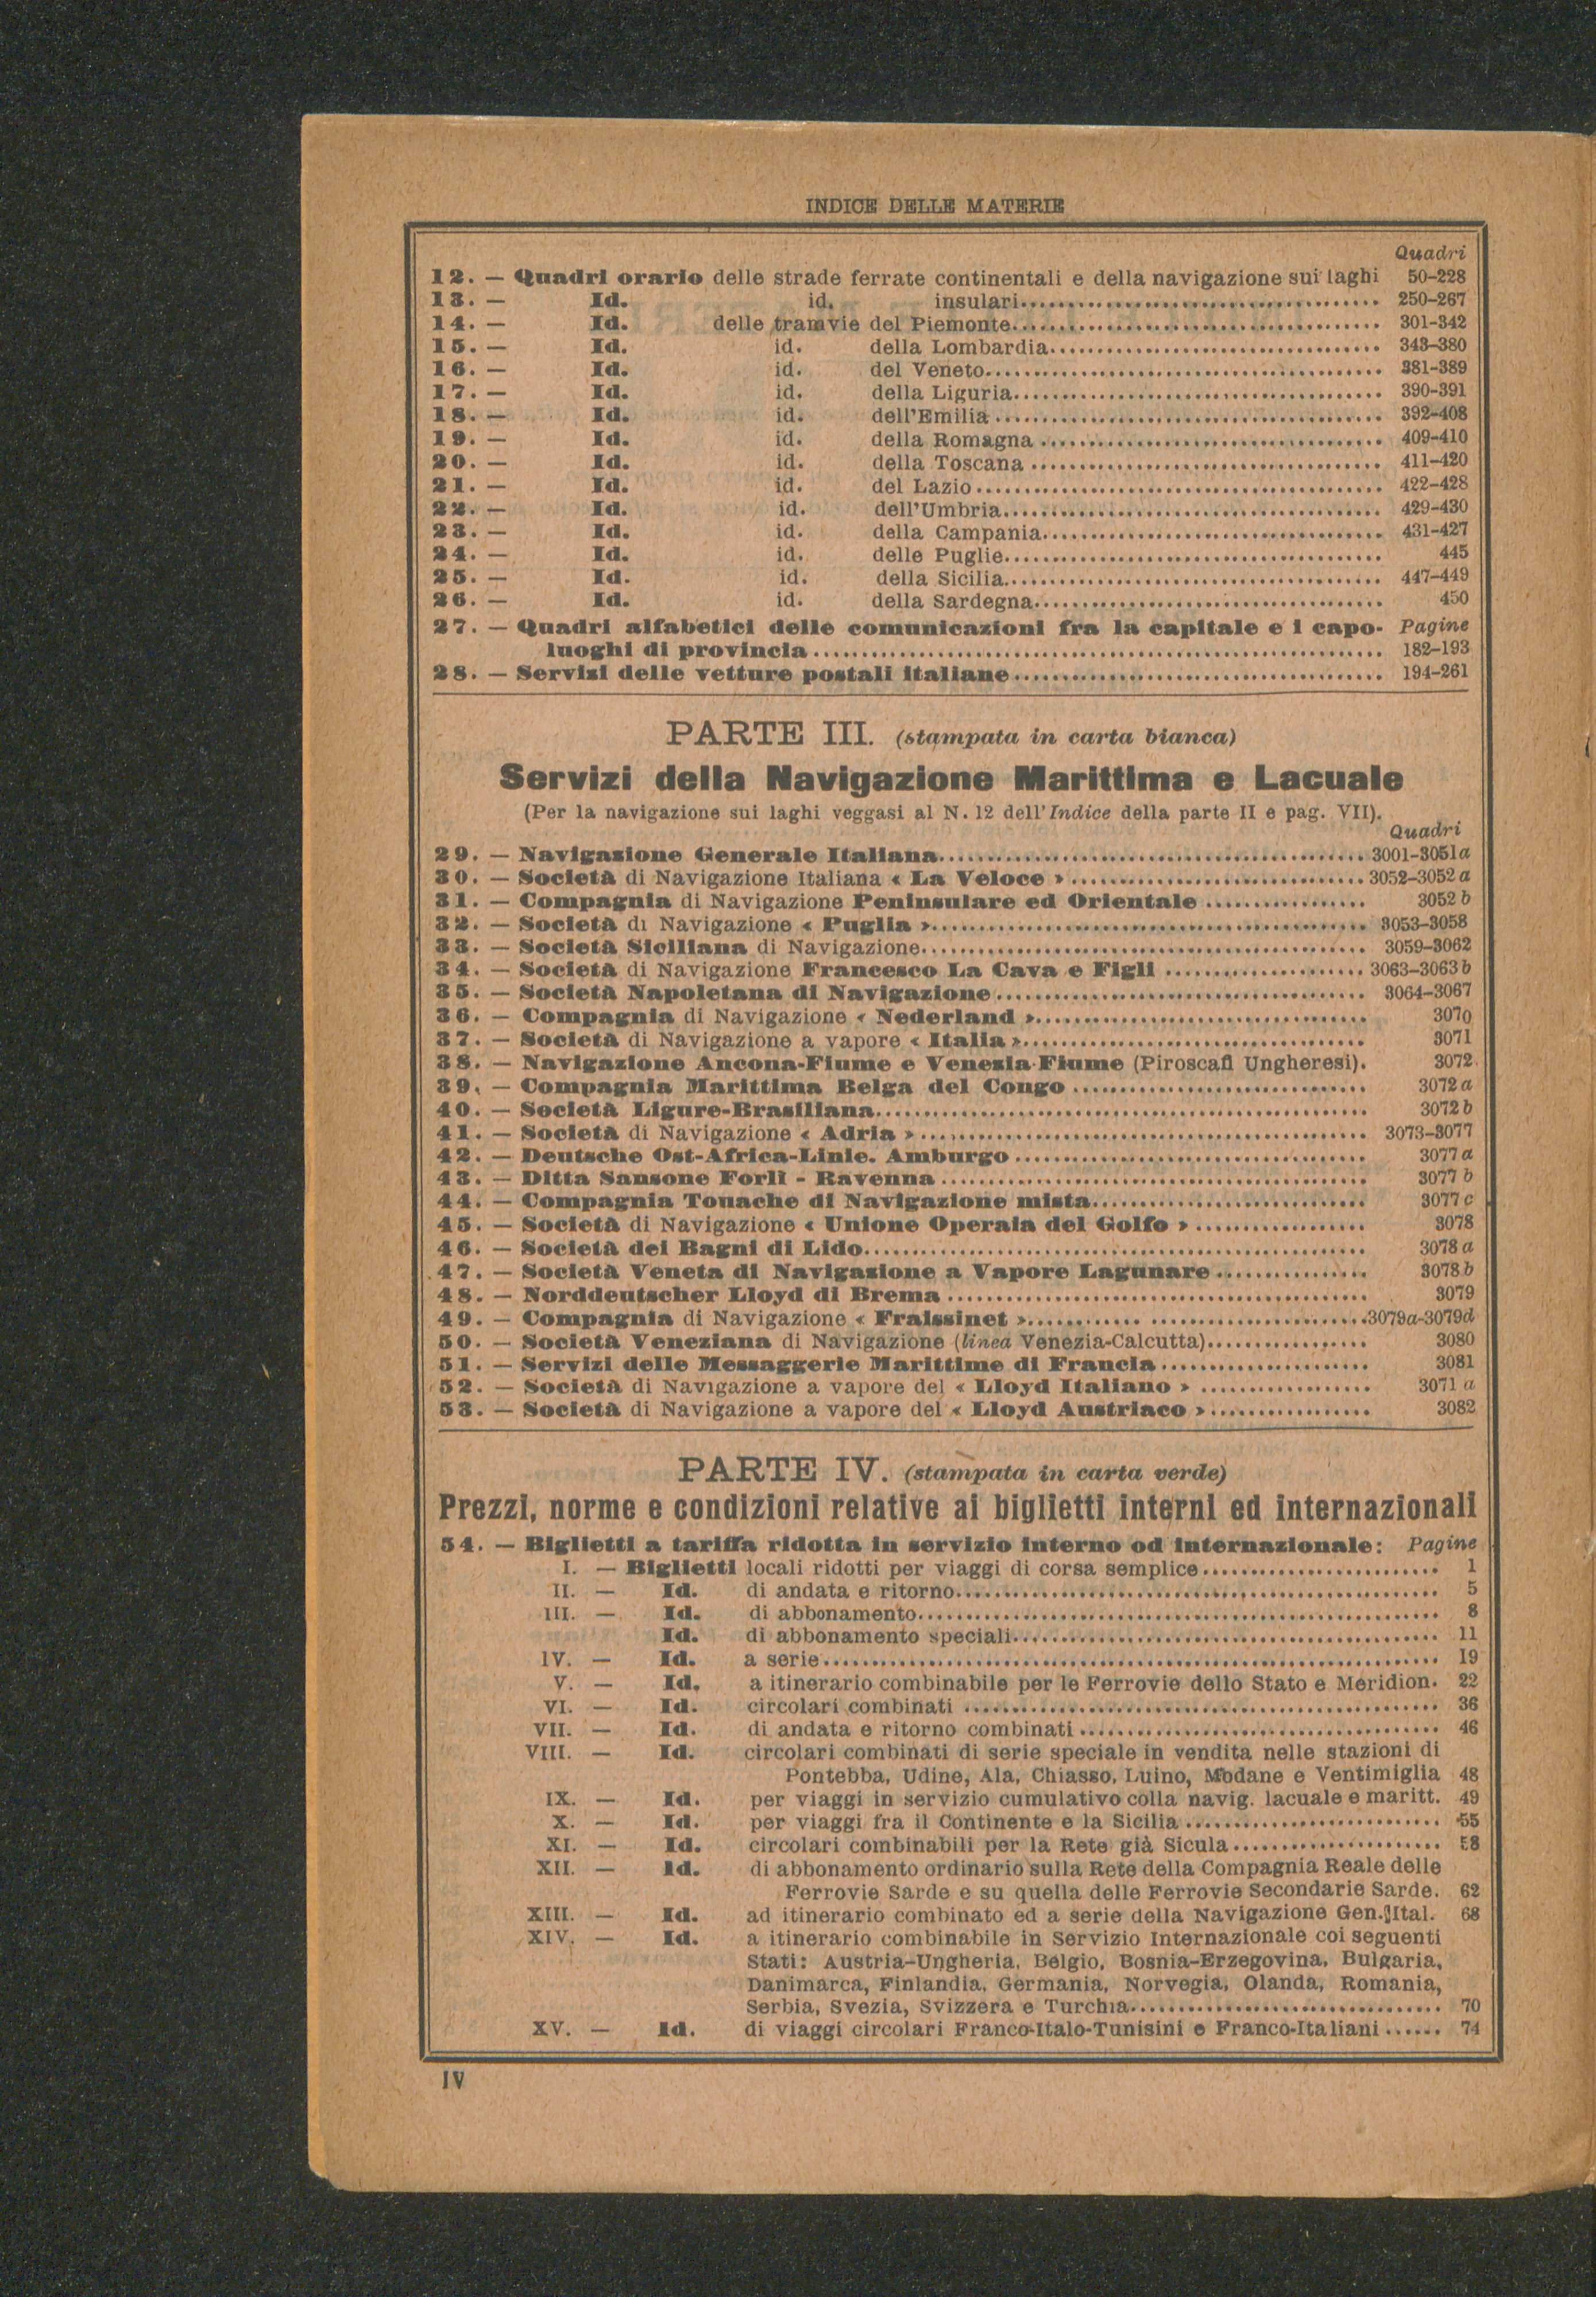 INDICE DELLE MATERIE
Quadri
12. — Quadri orario delle strade ferrate continentali e della navigazione sui laghi 50-228
13. — Id. id. insulari........ 250-267
14. — Id. delle tramvie del Piemonte........ 301-342
15. — Id. id. della Lombardia........ 343-380
16. — Id. id. del Veneto........ 381-389
17. — Id. id. della Liguria........ 390-391
18. — Id. id. dell'Emilia........ 392-408
19. — Id. id. della Romagna........ 409-410
20. — Id. id. della Toscana........ 411-420
21. — Id. id. del Lazio........ 422-428
22. — Id. id. dell'Umbria........ 429-430
23. — Id. id. della Campania........ 431-427
24. — Id. id. delle Puglie........ 445
25. — Id. id. della Sicilia........ 447-449
26. — Id. id. della Sardegna........ 450
27. — Quadri alfabetici delle comunicazioni fra la capitale e i capo- Pagine
luoghi di provincia........ 182-193
28. — Servizi delle vetture postali italiane........ 194-261
PARTE III. (stampata in carta bianca)
Servizi della Navigazione Marittima e Lacuale
(Per la navigazione sui laghi veggasi al N. 12 dell'Indice della parte II e pag. VII).
Quadri
29. — Navigazione Generale Italiana........ 3001-3051a
30. — Società di Navigazione Italiana « La Veloce »........ 3052-3052a
31. — Compagnia di Navigazione Peninsulare ed Orientale........ 3052b
32. — Società di Navigazione « Puglia »........ 3053-3058
33. — Società Siciliana di Navigazione........ 3059-3062
34. — Società di Navigazione Francesco La Cava e Figli........ 3063-3063b
35. — Società Napoletana di Navigazione........ 3064-3067
36. — Compagnia di Navigazione « Nederland »........ 3070
37. — Società di Navigazione a vapore « Italia »........ 3071
38. — Navigazione Ancona-Fiume e Venezia-Fiume (Piroscafi Ungheresi). 3072
39. — Compagnia Marittima Belga del Congo........ 3072a
40. — Società Ligure-Brasiliana........ 3072b
41. — Società di Navigazione « Adria »........ 3073-3077
42. — Deutsche Ost-Africa-Linie. Amburgo........ 3077a
43. — Ditta Sansone Forlì - Ravenna........ 3077b
44. — Compagnia Touache di Navigazione mista........ 3077c
45. — Società di Navigazione « Unione Operaia del Golfo »........ 3078
46. — Società dei Bagni di Lido........ 3078a
47. — Società Veneta di Navigazione a Vapore Lagunare........ 3078b
48. — Norddeutscher Lloyd di Brema........ 3079
49. — Compagnia di Navigazione « Fraissinet »........ 3079a-3079d
50. — Società Veneziana di Navigazione (linea Venezia-Calcutta)........ 3080
51. — Servizi delle Messaggerie Marittime di Francia........ 3081
52. — Società di Navigazione a vapore del « Lloyd Italiano »........ 3071a
53. — Società di Navigazione a vapore del « Lloyd Austriaco »........ 3082
PARTE IV. (stampata in carta verde)
Prezzi, norme e condizioni relative ai biglietti interni ed internazionali
54. — Biglietti a tariffa ridotta in servizio interno od internazionale: Pagine
I. — Biglietti locali ridotti per viaggi di corsa semplice........ 1
II. — Id. di andata e ritorno........ 5
III. — Id. di abbonamento........ 8
Id. di abbonamento speciali........ 11
IV. — Id. a serie........ 19
V. — Id. a itinerario combinabile per le Ferrovie dello Stato e Meridion. 22
VI. — Id. circolari combinati........ 36
VII. — Id. di andata e ritorno combinati........ 46
VIII. — Id. circolari combinati di serie speciale in vendita nelle stazioni di
Pontebba, Udine, Ala, Chiasso, Luino, Modane e Ventimiglia 48
IX. — Id. per viaggi in servizio cumulativo colla navig. lacuale e maritt. 49
X. — Id. per viaggi fra il Continente e la Sicilia........ 55
XI. — Id. circolari combinabili per la Rete già Sicula........ 58
XII. — Id. di abbonamento ordinario sulla Rete della Compagnia Reale delle
Ferrovie Sarde e su quella delle Ferrovie Secondarie Sarde. 62
XIII. — Id. ad itinerario combinato ed a serie della Navigazione Gen. Ital. 68
XIV. — Id. a itinerario combinabile in Servizio Internazionale coi seguenti
Stati: Austria-Ungheria, Belgio, Bosnia-Erzegovina, Bulgaria,
Danimarca, Finlandia, Germania, Norvegia, Olanda, Romania,
Serbia, Svezia, Svizzera e Turchia........ 70
XV. — Id. di viaggi circolari Franco-Italo-Tunisini e Franco-Italiani...... 74
IV